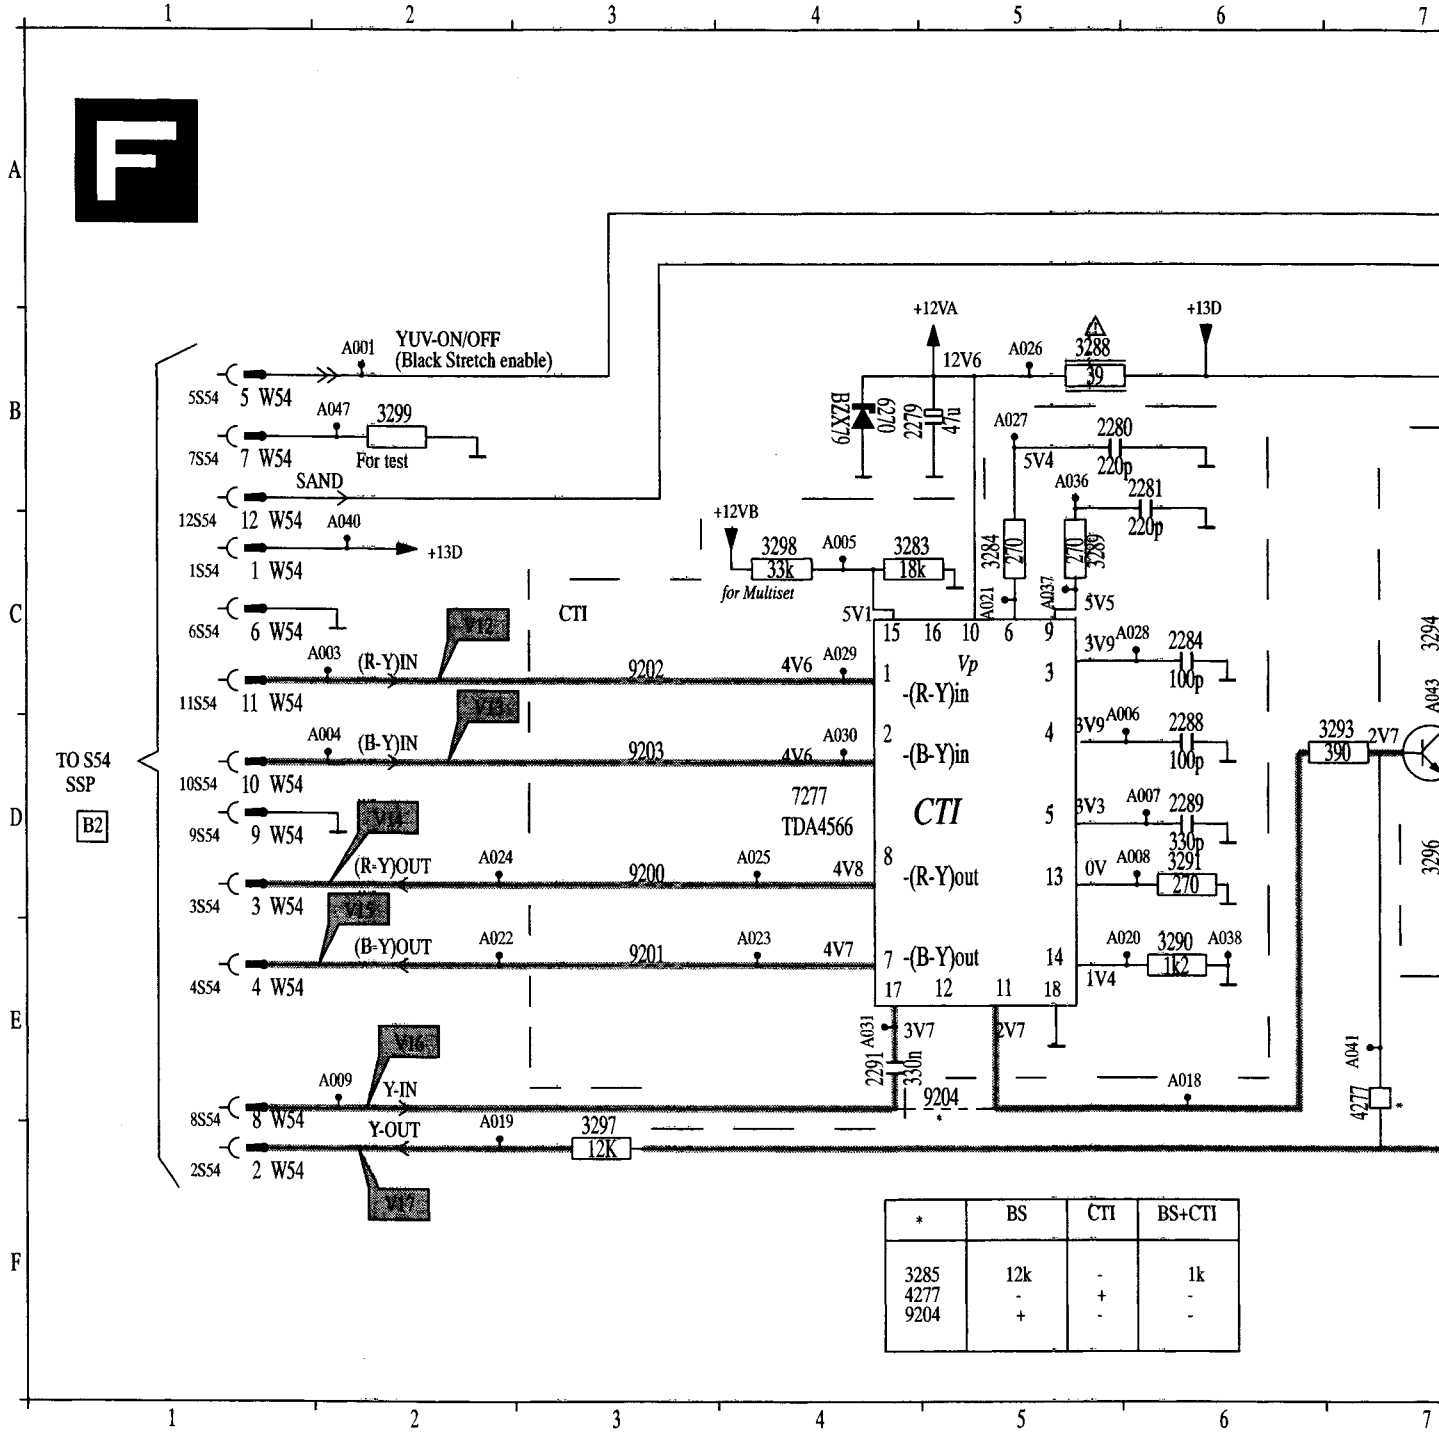 1 2 3 4 5 6 7
F
A
B
C
D
E
F
YUV-ON/OFF
(Black Stretch enable)
A001
5S54 5 W54
A047 3299
For test
7S54 7 W54
SAND
12S54 12 W54
A040
+13D
1S54 1 W54
6S54 6 W54
A003 (R-Y)IN V12
11S54 11 W54
9202 4V6 A029
A004 (B-Y)IN V13
10S54 10 W54
9203 4V6 A030
TO S54
SSP
B2
9S54 9 W54
V14
(R-Y)OUT A024 9200 A025 4V8
3S54 3 W54
V15
(B-Y)OUT A022 9201 A023 4V7
4S54 4 W54
V16
A009 Y-IN
8S54 8 W54
Y-OUT A019 3297
12K
2S54 2 W54
V17
CTI
+12VA
12V6 A026
3288
39
+13D
BZX79 6270 2279 47u
A027
5V4
2280
220p
A036
2281
220p
+12VB
3298
33k
for Multiset
A005
3283
18k
3284 270
270 3289
A021 A037
5V1 5V5
15 16 10 6 9
Vp
1 -(R-Y)in 3
2 -(B-Y)in 4
7277
TDA4566
CTI
5
8 -(R-Y)out 13
7 -(B-Y)out 14
17 12 11 18
3V9 A028 2284
100p
3V9 A006 2288
100p
3V3 A007 2289
330p
0V A008 3291
270
A020 3290 A038
1k2
1V4
A031 3V7 2V7
2291 330n
9204
*
A018
3293
390
2V7
3294
A043
3296
A041
4277 *
* BS CTI BS+CTI
3285 12k - 1k
4277 - + -
9204 + - -
1 2 3 4 5 6 7